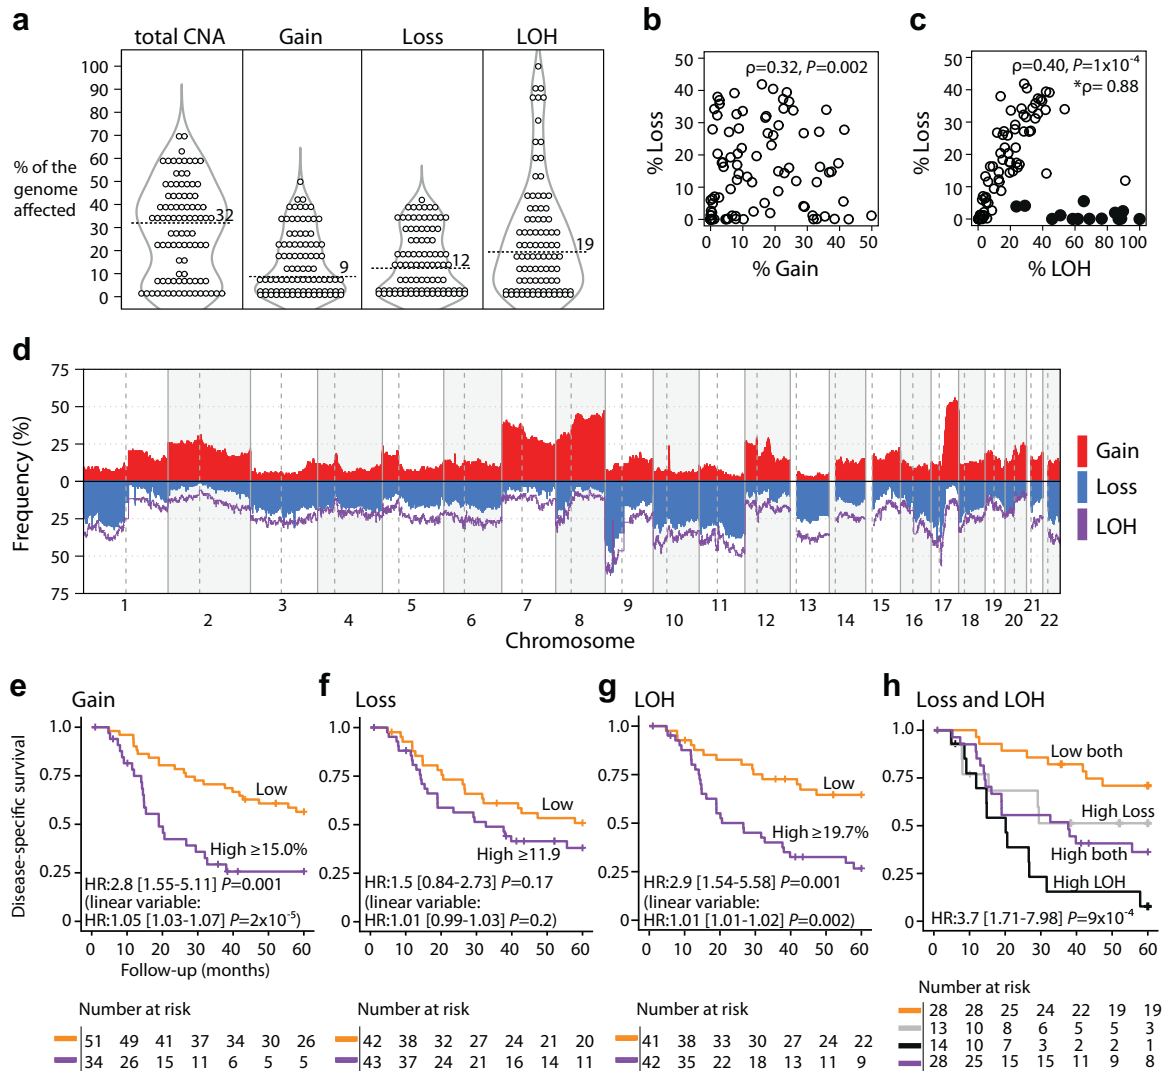 a
total CNA Gain Loss LOH
% of the
genome
affected
100
90
80
70
60
50
40
30
20
10
0
32
9
12
19
b
ρ=0.32, P=0.002
% Loss
50
40
30
20
10
0
0 10 20 30 40 50
% Gain
c
ρ=0.40, P=1x10⁻⁴
*ρ= 0.88
% Loss
50
40
30
20
10
0
0 20 40 60 80 100
% LOH
d
Frequency (%)
75
50
25
0
25
50
75
Gain
Loss
LOH
1 3 5 7 9 11 13 15 17 19 21
2 4 6 8 10 12 14 16 18 20 22
Chromosome
e
Gain
Disease-specific survival
1.0
0.75
0.5
0.25
0
Low
High ≥15.0%
HR:2.8 [1.55-5.11] P=0.001
(linear variable:
HR:1.05 [1.03-1.07] P=2x10⁻⁵)
0 10 20 30 40 50 60
Follow-up (months)
Number at risk
51 49 41 37 34 30 26
34 26 15 11 6 5 5
f
Loss
1.0
0.75
0.5
0.25
0
Low
High ≥11.9
HR:1.5 [0.84-2.73] P=0.17
(linear variable:
HR:1.01 [0.99-1.03] P=0.2)
0 10 20 30 40 50 60
Number at risk
42 38 32 27 24 21 20
43 37 24 21 16 14 11
g
LOH
1.0
0.75
0.5
0.25
0
Low
High ≥19.7%
HR:2.9 [1.54-5.58] P=0.001
(linear variable:
HR:1.01 [1.01-1.02] P=0.002)
0 10 20 30 40 50 60
Number at risk
41 38 33 30 27 24 22
42 35 22 18 13 11 9
h
Loss and LOH
1.0
0.75
0.5
0.25
0
Low both
High Loss
High both
High LOH
HR:3.7 [1.71-7.98] P=9x10⁻⁴
0 10 20 30 40 50 60
Number at risk
28 28 25 24 22 19 19
13 10 8 6 5 5 3
14 10 7 3 2 2 1
28 25 15 15 11 9 8